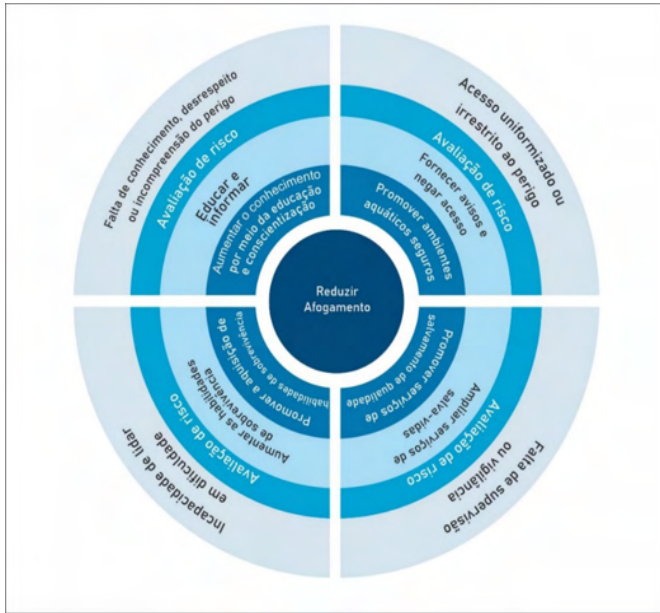 Falta de conhecimento, desrespeito
ou incompreensão do perigo
Avaliação de risco
Educar e
informar
Aumentar o conhecimento
por meio da educação
e conscientização
Acesso uniformizado ou
irrestrito ao perigo
Avaliação de risco
Fornecer avisos e
negar acesso
Promover ambientes
aquáticos seguros
Reduzir
Afogamento
Incapacidade de lidar
em dificuldade
Avaliação de risco
Aumentar as habilidades
de sobrevivência
Promover a aquisição de
habilidades de sobrevivência
Falta de supervisão
ou vigilância
Avaliação de risco
Ampliar serviços de
salva-vidas
Promover serviços de
salvamento de qualidade